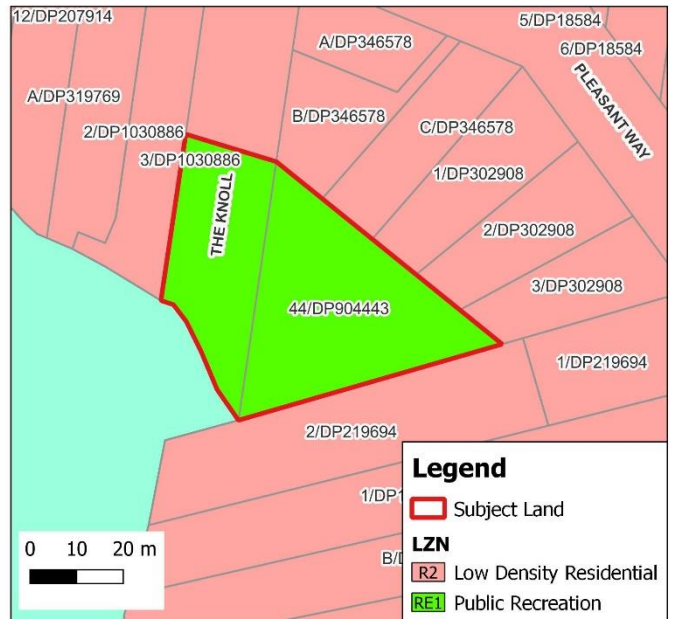 12/DP207914
5/DP18584
A/DP346578
6/DP18584
A/DP319769
PLEASANT WAY
B/DP346578
C/DP346578
2/DP1030886
3/DP1030886
1/DP302908
THE KNOLL
2/DP302908
3/DP302908
44/DP904443
1/DP219694
2/DP219694
Legend
1/DP1
Subject Land
0 10 20 m
LZN
B/D
R2 Low Density Residential
RE1 Public Recreation